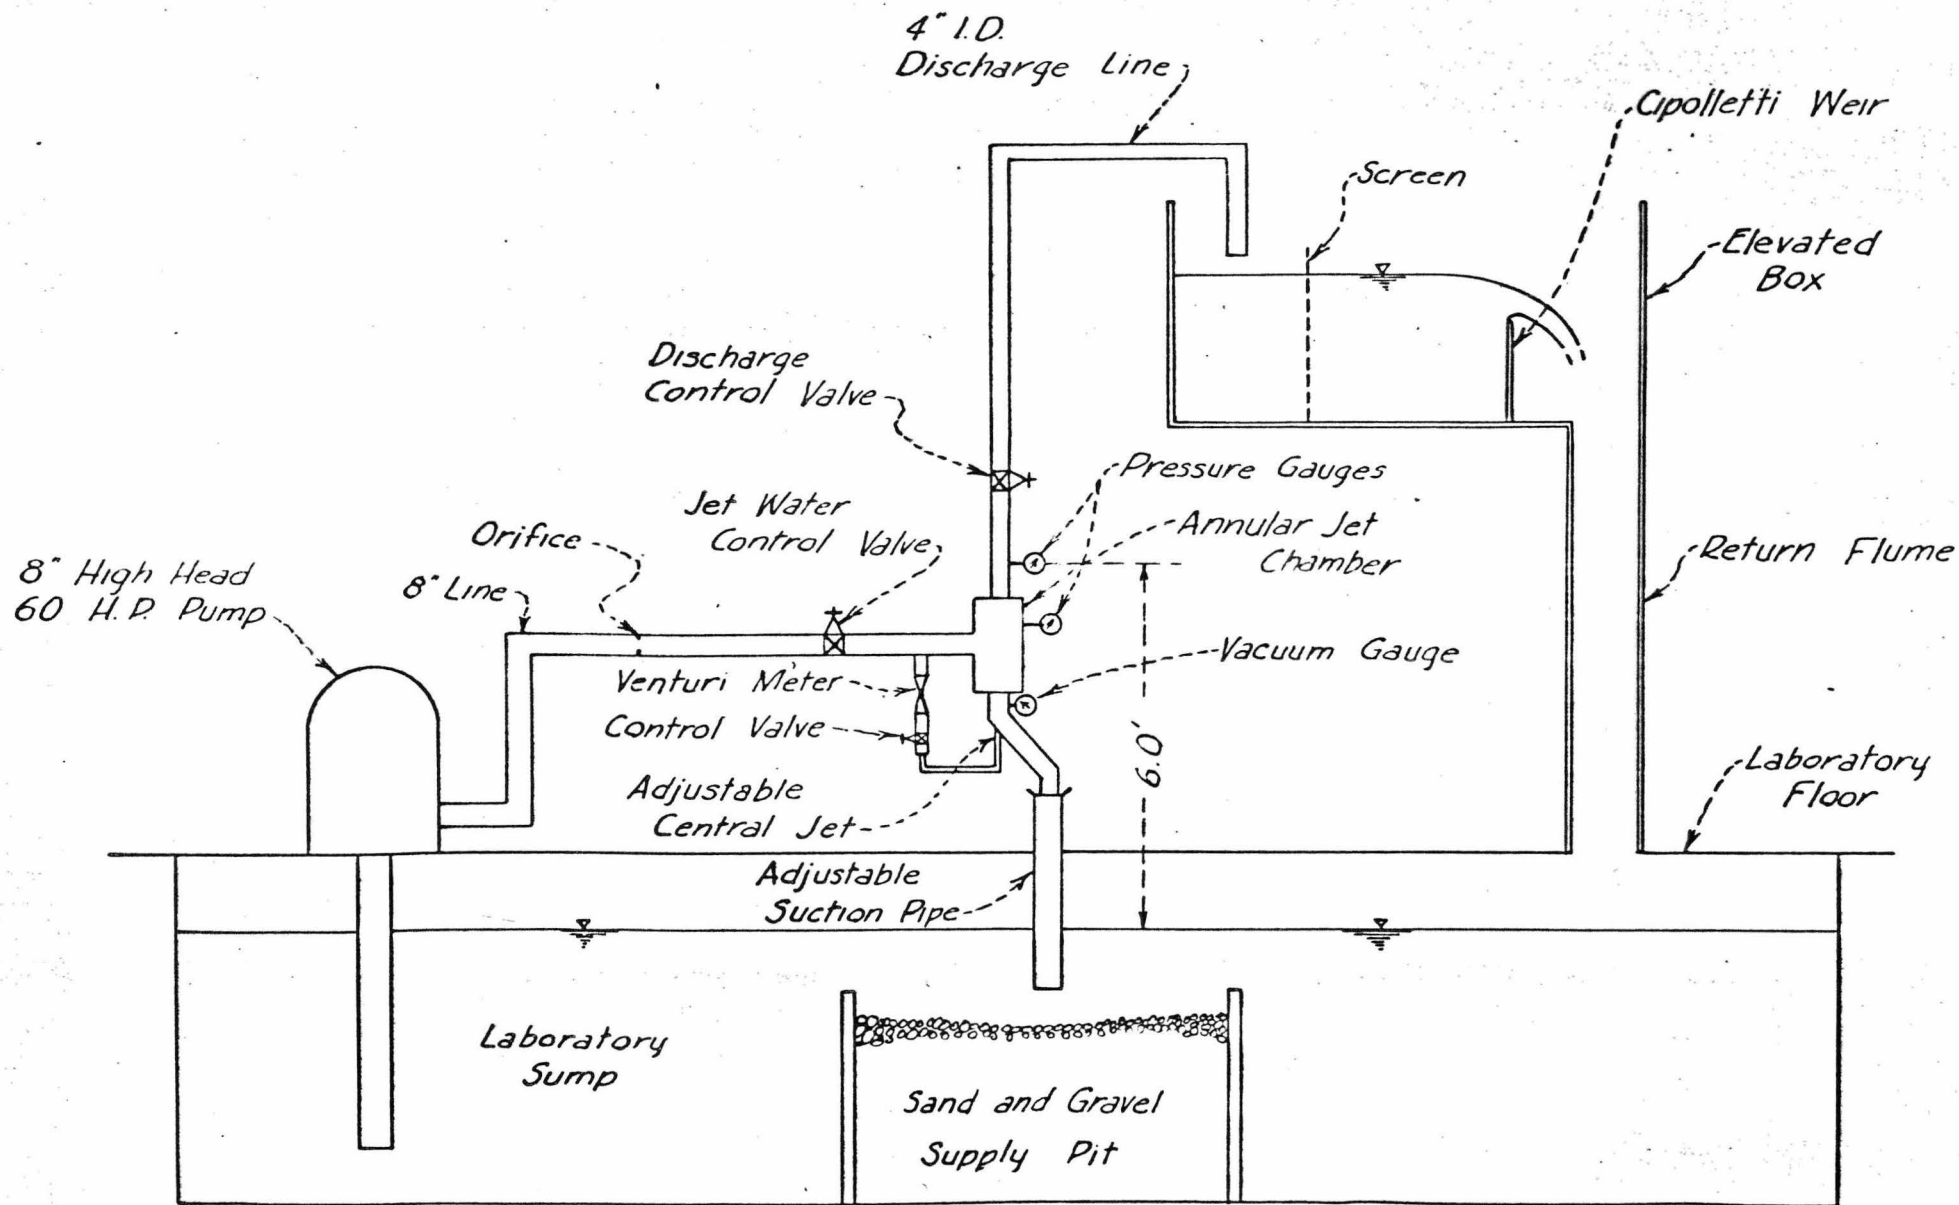 4" I.D.
Discharge Line
Cipolletti Weir
Screen
Elevated
Box
Discharge
Control Valve
Pressure Gauges
Jet Water
Control Valve
Annular Jet
Chamber
Orifice
Return Flume
8" High Head
60 H.P. Pump
8" Line
Vacuum Gauge
Venturi Meter
Control Valve
6.0'
Laboratory
Floor
Adjustable
Central Jet
Adjustable
Suction Pipe
Laboratory
Sump
Sand and Gravel
Supply Pit